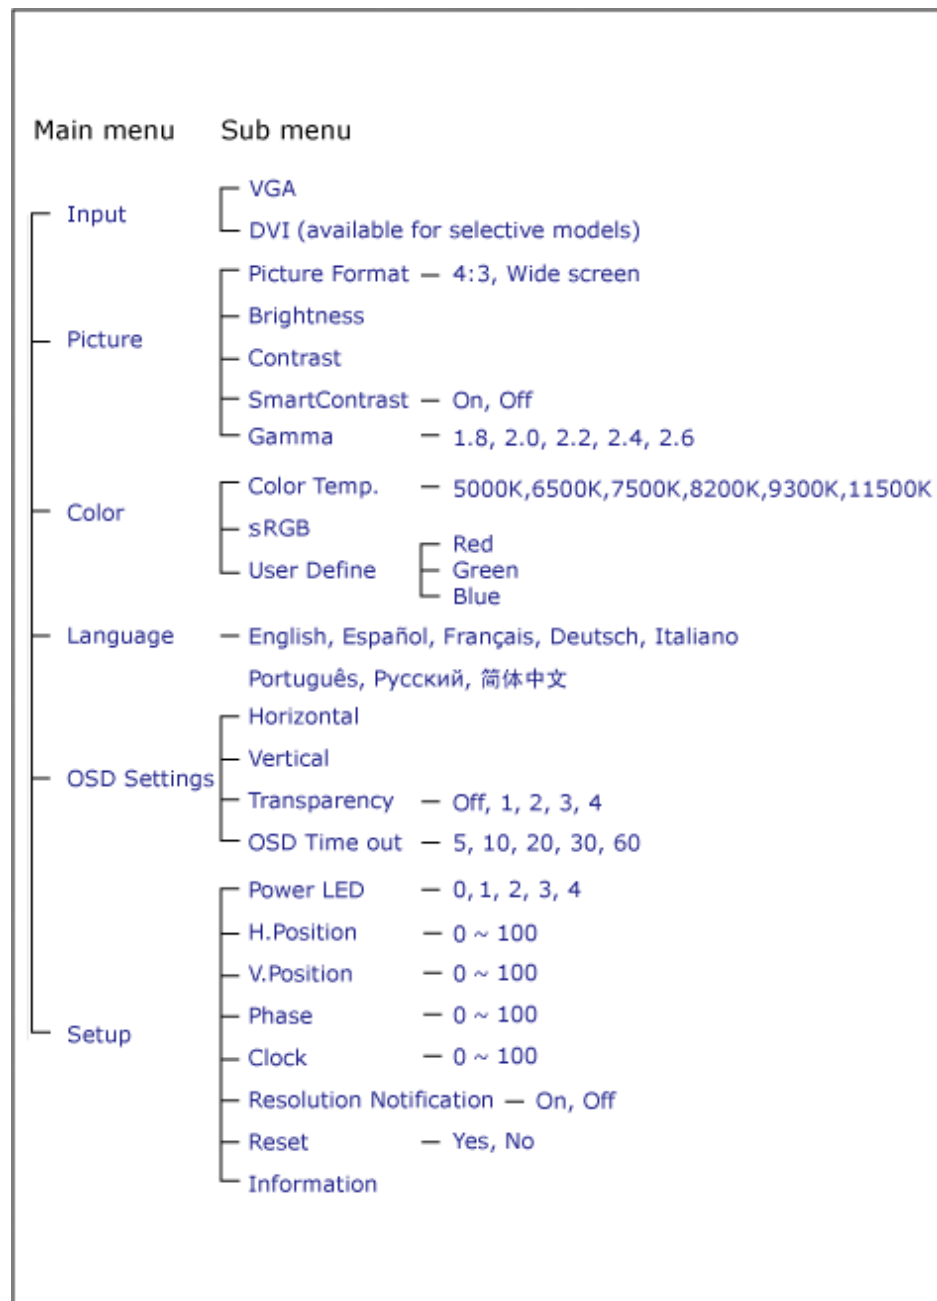 Main menu Sub menu
VGA
Input
DVI (available for selective models)
Picture Format — 4:3, Wide screen
Brightness
Picture
Contrast
SmartContrast — On, Off
Gamma — 1.8, 2.0, 2.2, 2.4, 2.6
Color Temp. — 5000K,6500K,7500K,8200K,9300K,11500K
Color
sRGB
Red
User Define Green
Blue
Language — English, Español, Français, Deutsch, Italiano
Português, Русский, 简体中文
Horizontal
Vertical
OSD Settings
Transparency — Off, 1, 2, 3, 4
OSD Time out — 5, 10, 20, 30, 60
Power LED — 0, 1, 2, 3, 4
H.Position — 0 ~ 100
V.Position — 0 ~ 100
Phase — 0 ~ 100
Setup
Clock — 0 ~ 100
Resolution Notification — On, Off
Reset — Yes, No
Information